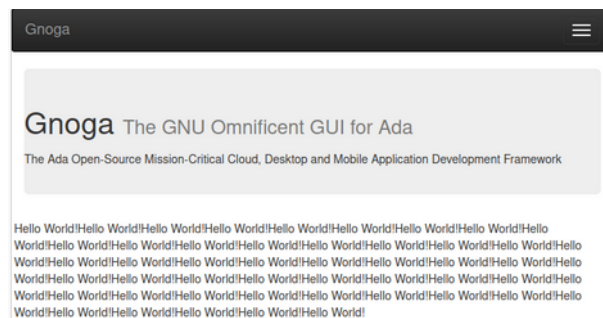 Gnoga
Gnoga The GNU Omnificent GUI for Ada
The Ada Open-Source Mission-Critical Cloud, Desktop and Mobile Application Development Framework
Hello World!Hello World!Hello World!Hello World!Hello World!Hello World!Hello World!Hello World!Hello
World!Hello World!Hello World!Hello World!Hello World!Hello World!Hello World!Hello World!Hello World!Hello
World!Hello World!Hello World!Hello World!Hello World!Hello World!Hello World!Hello World!Hello World!Hello
World!Hello World!Hello World!Hello World!Hello World!Hello World!Hello World!Hello World!Hello World!Hello
World!Hello World!Hello World!Hello World!Hello World!Hello World!Hello World!Hello World!Hello World!Hello
World!Hello World!Hello World!Hello World!Hello World!Hello World!